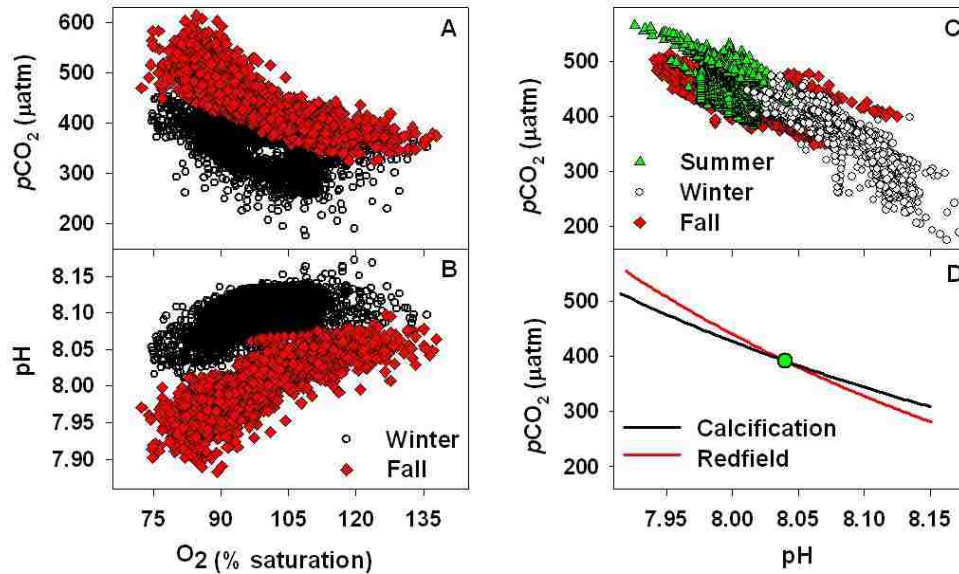 A
600
500
400
300
200
pCO2 (µatm)
B
8.15
8.10
8.05
8.00
7.95
7.90
pH
Winter
Fall
75 90 105 120 135
O2 (% saturation)
C
500
400
300
200
pCO2 (µatm)
Summer
Winter
Fall
D
500
400
300
200
pCO2 (µatm)
Calcification
Redfield
7.95 8.00 8.05 8.10 8.15
pH